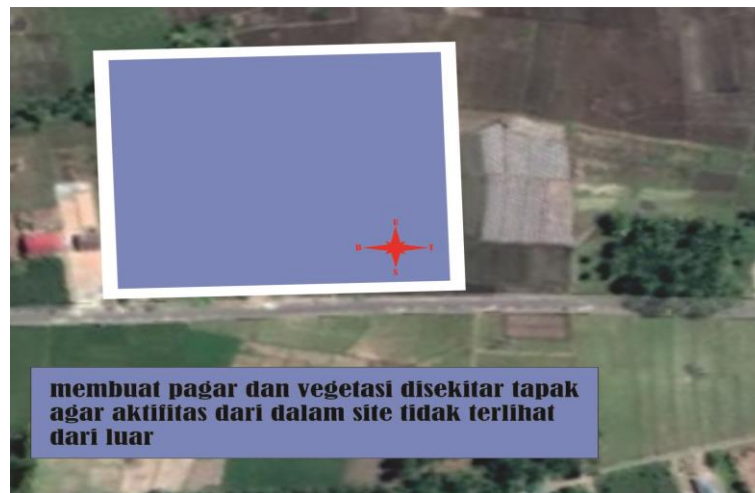 U
B T
S
membuat pagar dan vegetasi disekitar tapak
agar aktifitas dari dalam site tidak terlihat
dari luar